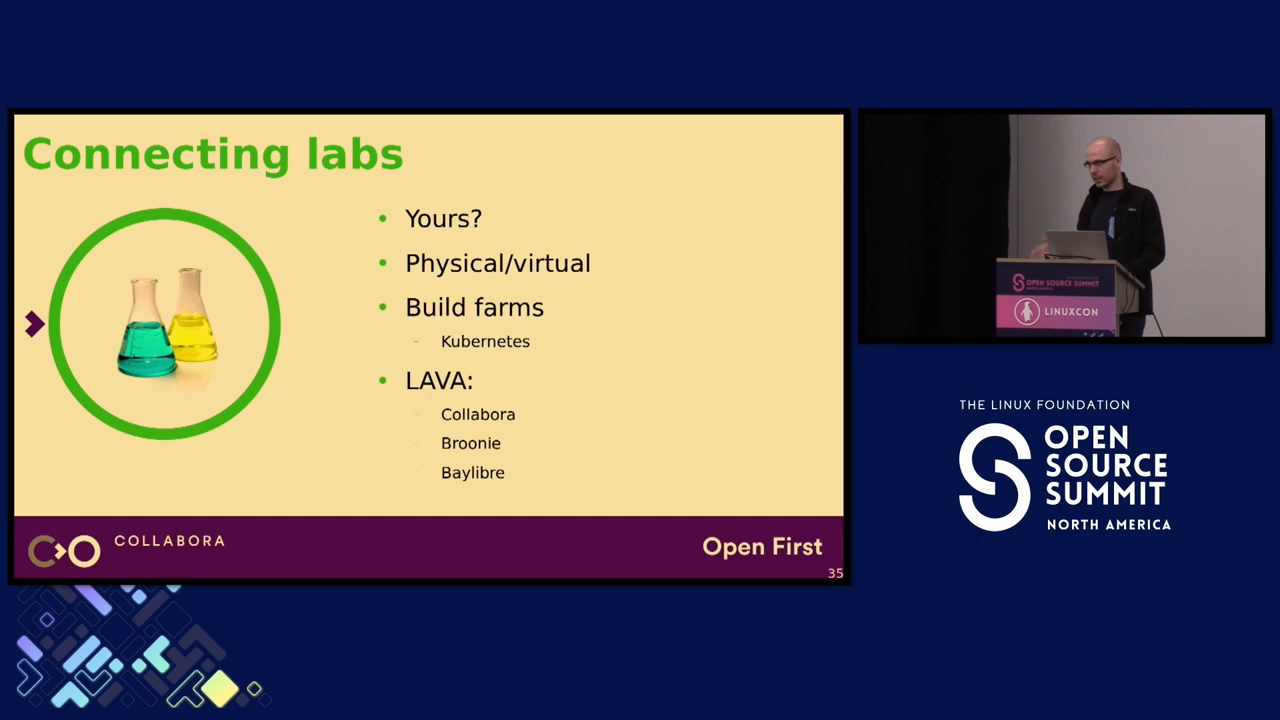 Connecting labs
Yours?
Physical/virtual
Build farms
Kubernetes
LAVA:
Collabora
Broonie
Baylibre
COLLABORA
Open First
35
OPEN SOURCE SUMMIT
LINUXCON
THE LINUX FOUNDATION
OPEN
SOURCE
SUMMIT
NORTH AMERICA